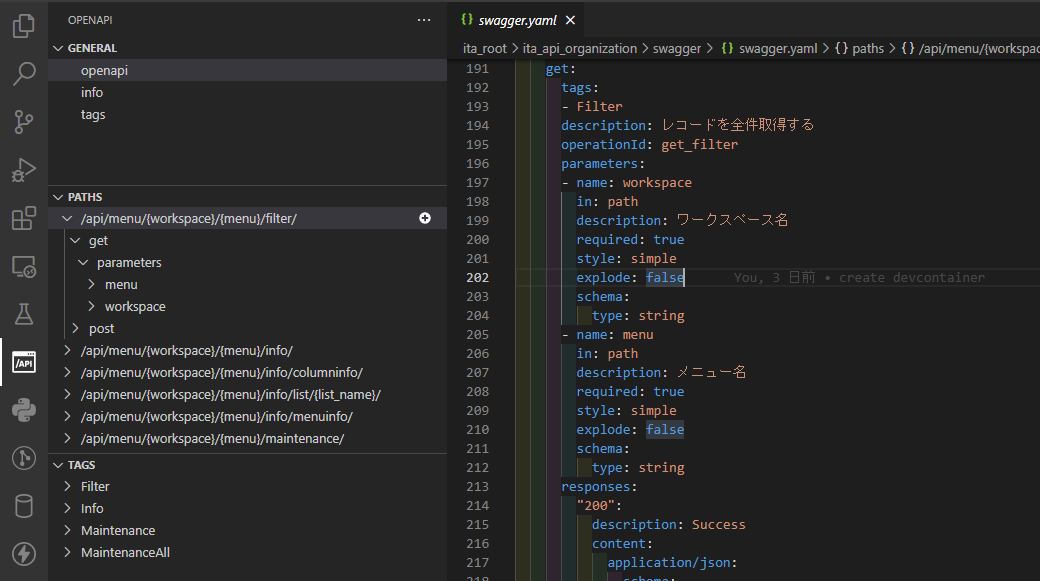 OPENAPI
GENERAL
openapi
info
tags
PATHS
/api/menu/{workspace}/{menu}/filter/
get
parameters
menu
workspace
post
/api/menu/{workspace}/{menu}/info/
/api/menu/{workspace}/{menu}/info/columninfo/
/api/menu/{workspace}/{menu}/info/list/{list_name}/
/api/menu/{workspace}/{menu}/info/menuinfo/
/api/menu/{workspace}/{menu}/maintenance/
TAGS
Filter
Info
Maintenance
MaintenanceAll
/API
{} swagger.yaml ×
ita_root > ita_api_organization > swagger > {} swagger.yaml > {} paths > {} /api/menu/{workspac
191 get:
192 tags:
193 - Filter
194 description: レコードを全件取得する
195 operationId: get_filter
196 parameters:
197 - name: workspace
198 in: path
199 description: ワークスペース名
200 required: true
201 style: simple
202 explode: false You, 3 日前 • create devcontainer
203 schema:
204 type: string
205 - name: menu
206 in: path
207 description: メニュー名
208 required: true
209 style: simple
210 explode: false
211 schema:
212 type: string
213 responses:
214 "200":
215 description: Success
216 content:
217 application/json:
218 schema: